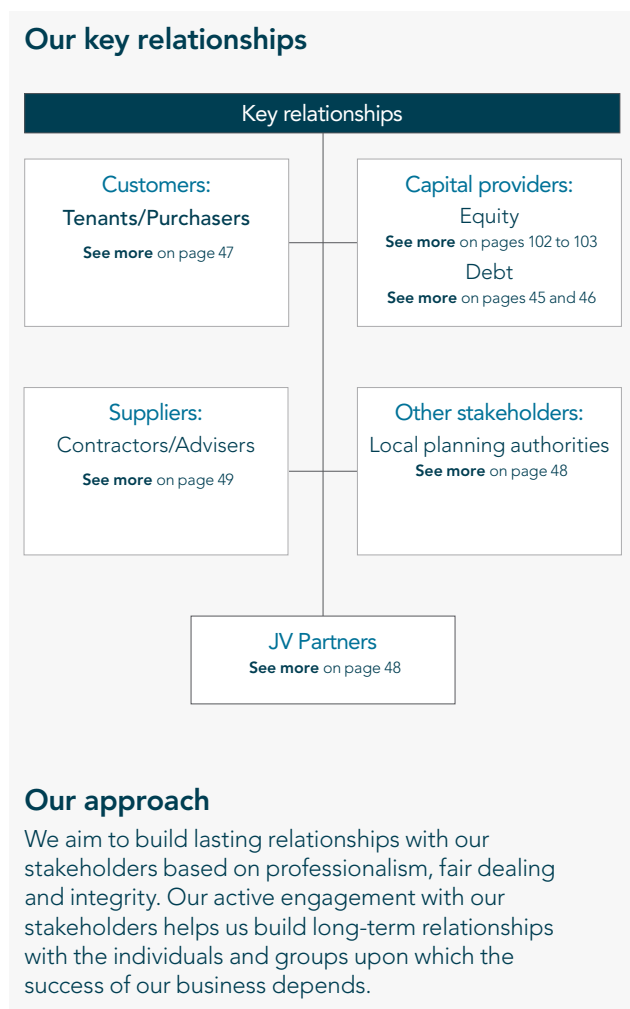 Our key relationships
Key relationships
Customers:
Tenants/Purchasers
See more on page 47
Capital providers:
Equity
See more on pages 102 to 103
Debt
See more on pages 45 and 46
Suppliers:
Contractors/Advisers
See more on page 49
Other stakeholders:
Local planning authorities
See more on page 48
JV Partners
See more on page 48
Our approach
We aim to build lasting relationships with our
stakeholders based on professionalism, fair dealing
and integrity. Our active engagement with our
stakeholders helps us build long-term relationships
with the individuals and groups upon which the
success of our business depends.